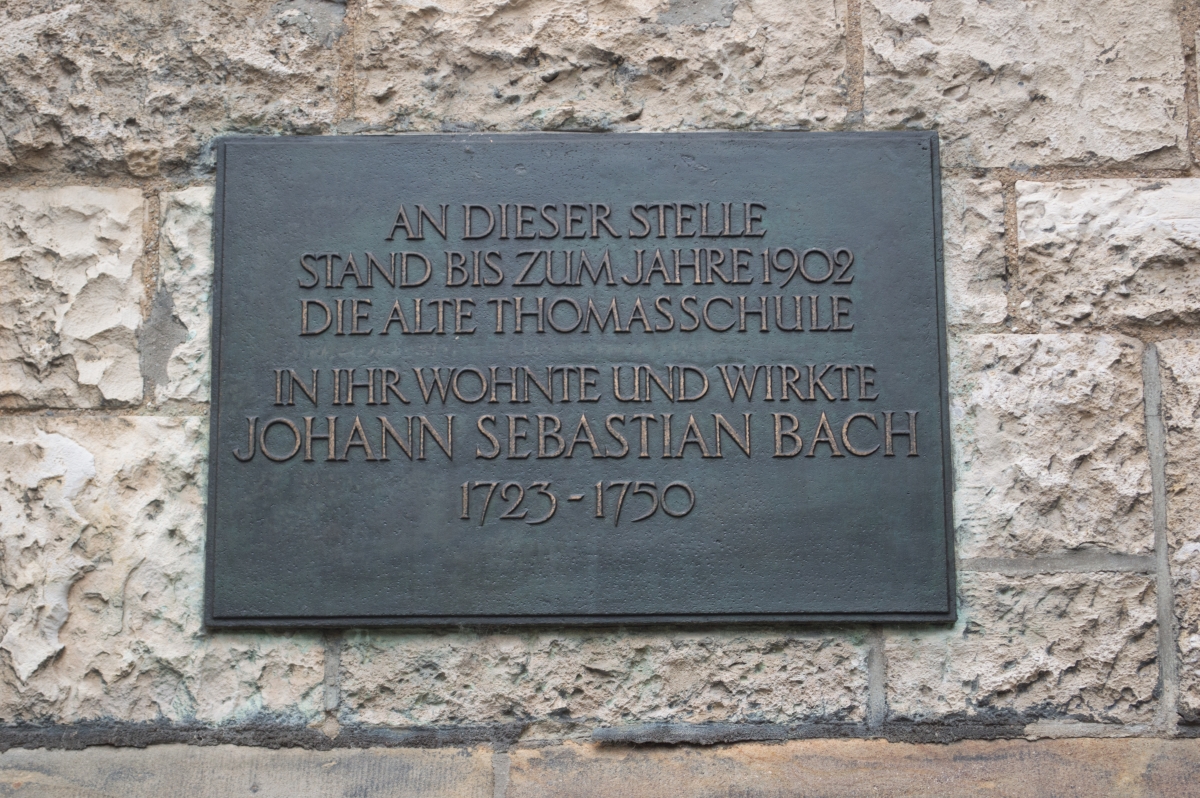 AN DIESER STELLE
STAND BIS ZUM JAHRE 1902
DIE ALTE THOMASSCHULE
IN IHR WOHNTE UND WIRKTE
JOHANN SEBASTIAN BACH
1723-1750